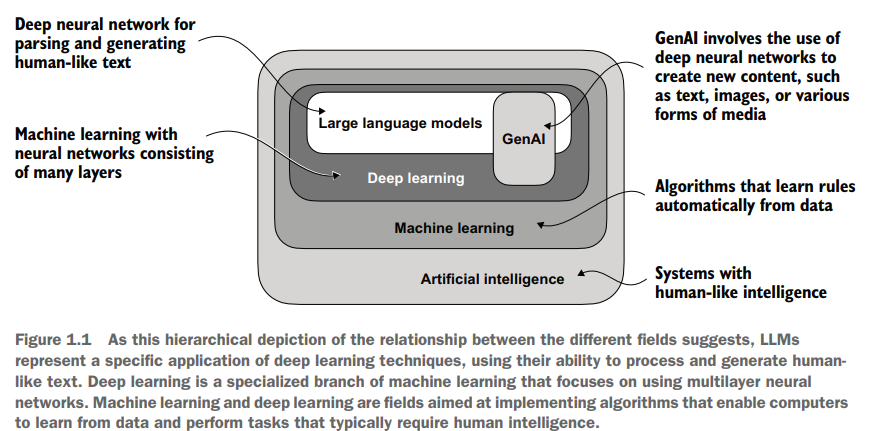 Deep neural network for
parsing and generating
human-like text
Machine learning with
neural networks consisting
of many layers
Large language models
GenAI
Deep learning
Machine learning
Artificial intelligence
GenAI involves the use of
deep neural networks to
create new content, such
as text, images, or various
forms of media
Algorithms that learn rules
automatically from data
Systems with
human-like intelligence
Figure 1.1 As this hierarchical depiction of the relationship between the different fields suggests, LLMs
represent a specific application of deep learning techniques, using their ability to process and generate human-
like text. Deep learning is a specialized branch of machine learning that focuses on using multilayer neural
networks. Machine learning and deep learning are fields aimed at implementing algorithms that enable computers
to learn from data and perform tasks that typically require human intelligence.